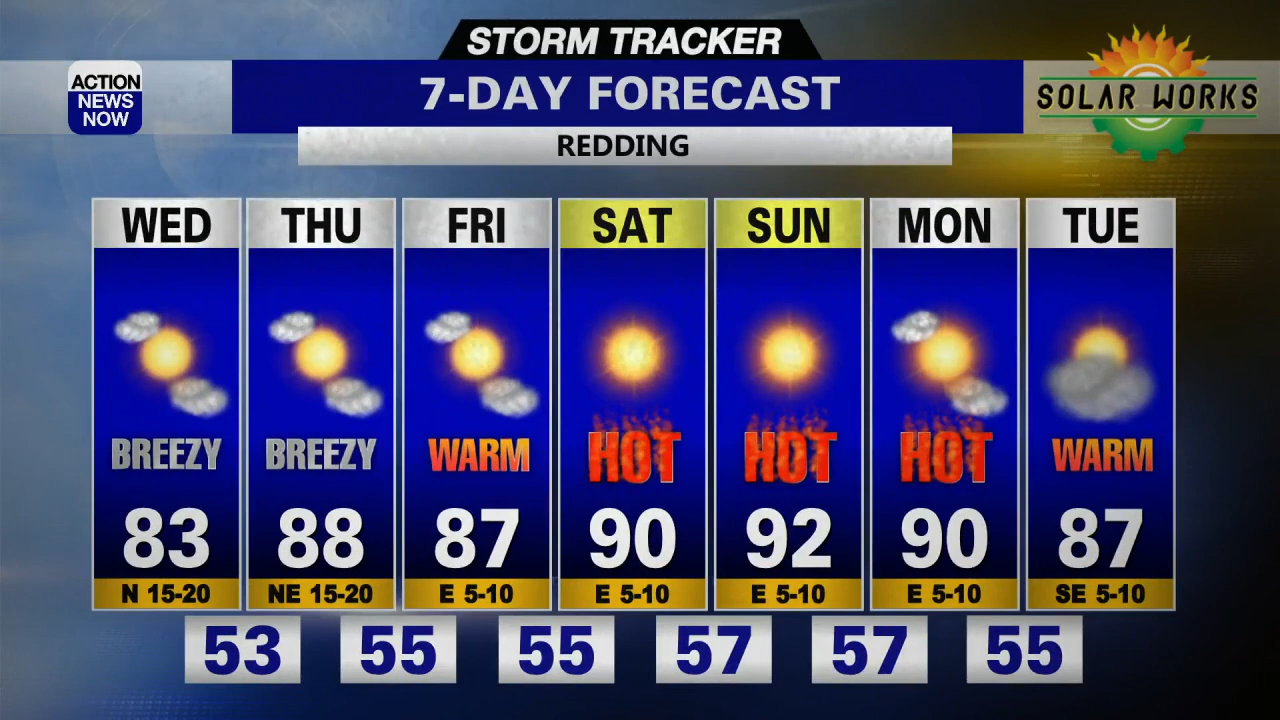 STORM TRACKER
ACTION
NEWS
NOW
7-DAY FORECAST
SOLAR WORKS
REDDING
WED THU FRI SAT SUN MON TUE
BREEZY BREEZY WARM HOT HOT HOT WARM
83 88 87 90 92 90 87
N 15-20 NE 15-20 E 5-10 E 5-10 E 5-10 E 5-10 SE 5-10
53 55 55 57 57 55